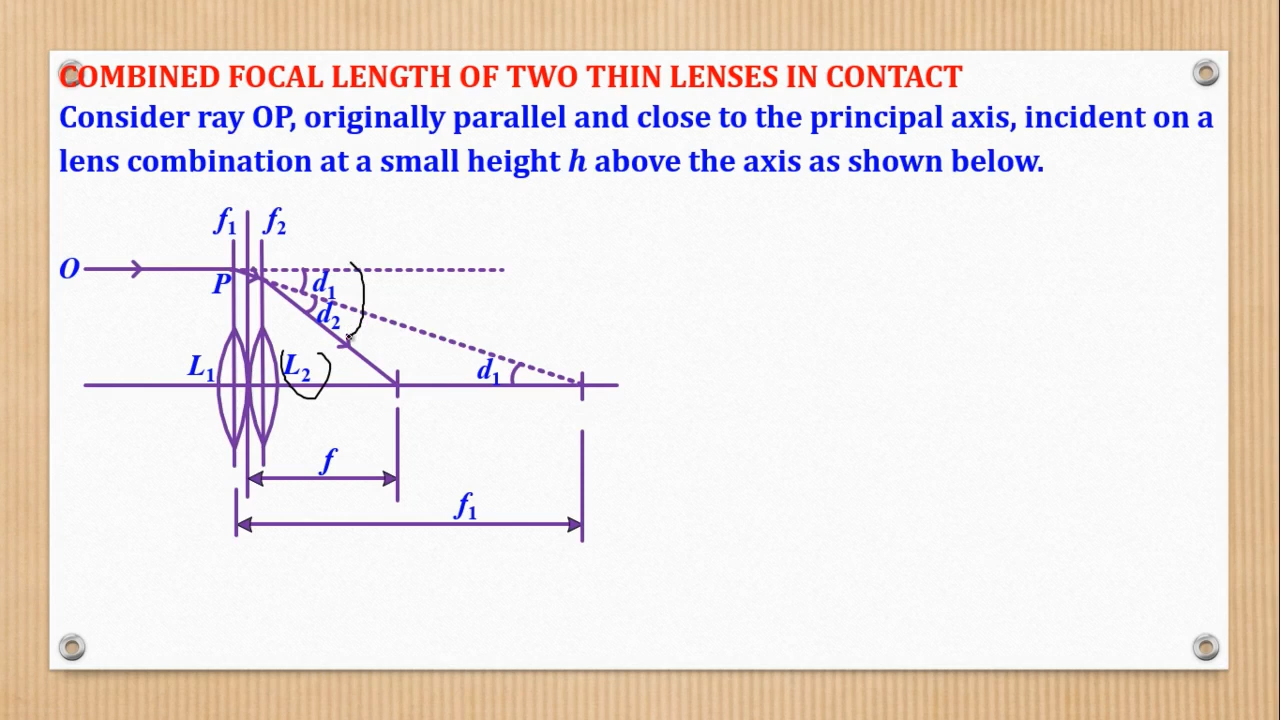 COMBINED FOCAL LENGTH OF TWO THIN LENSES IN CONTACT
Consider ray OP, originally parallel and close to the principal axis, incident on a
lens combination at a small height h above the axis as shown below.
f₁ f₂
O
P
d₁
d₂
L₁ L₂ d₁
f
f₁